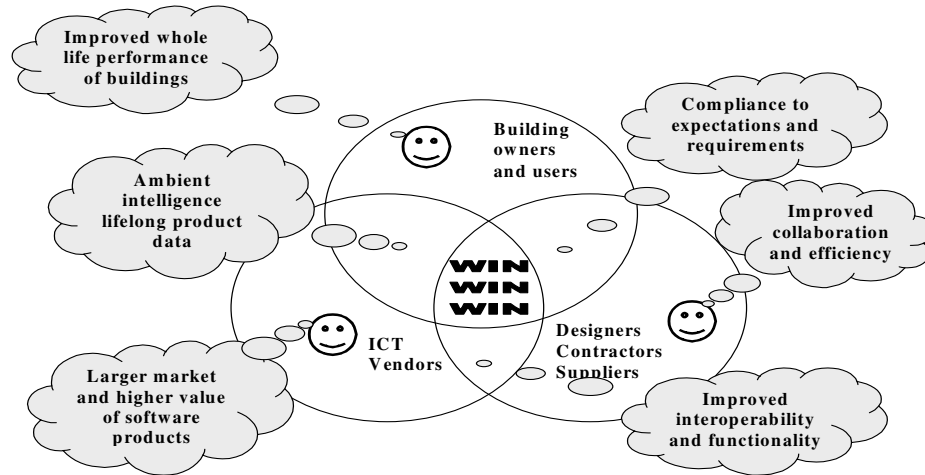 Improved whole
life performance
of buildings
Building
owners
and users
Compliance to
expectations and
requirements
Ambient
intelligence
lifelong product
data
Improved
collaboration
and efficiency
WIN
WIN
WIN
ICT
Vendors
Designers
Contractors
Suppliers
Larger market
and higher value
of software
products
Improved
interoperability
and functionality